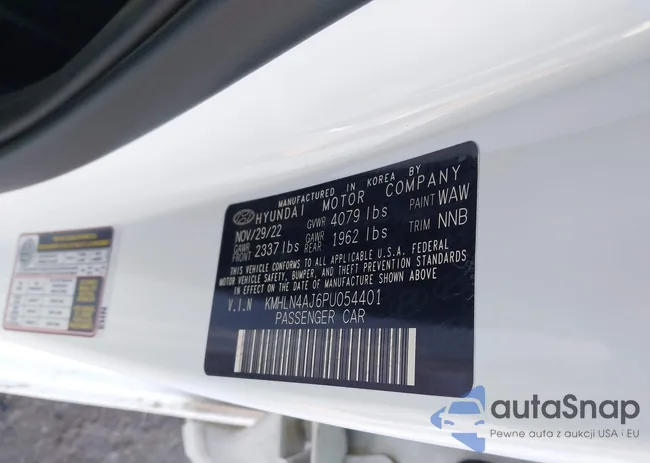 MANUFACTURED IN KOREA BY
HYUNDAI MOTOR COMPANY
NOV/29/22 GVWR 4079 lbs PAINT WAW
GAWR FRONT 2337 lbs GAWR REAR 1962 lbs TRIM NNB
THIS VEHICLE CONFORMS TO ALL APPLICABLE U.S.A. FEDERAL
MOTOR VEHICLE SAFETY, BUMPER, AND THEFT PREVENTION STANDARDS
IN EFFECT ON THE DATE OF MANUFACTURE SHOWN ABOVE.
V.I.N KMHLN4AJ6PU054401
PASSENGER CAR
autaSnap
Pewne auta z aukcji USA i EU